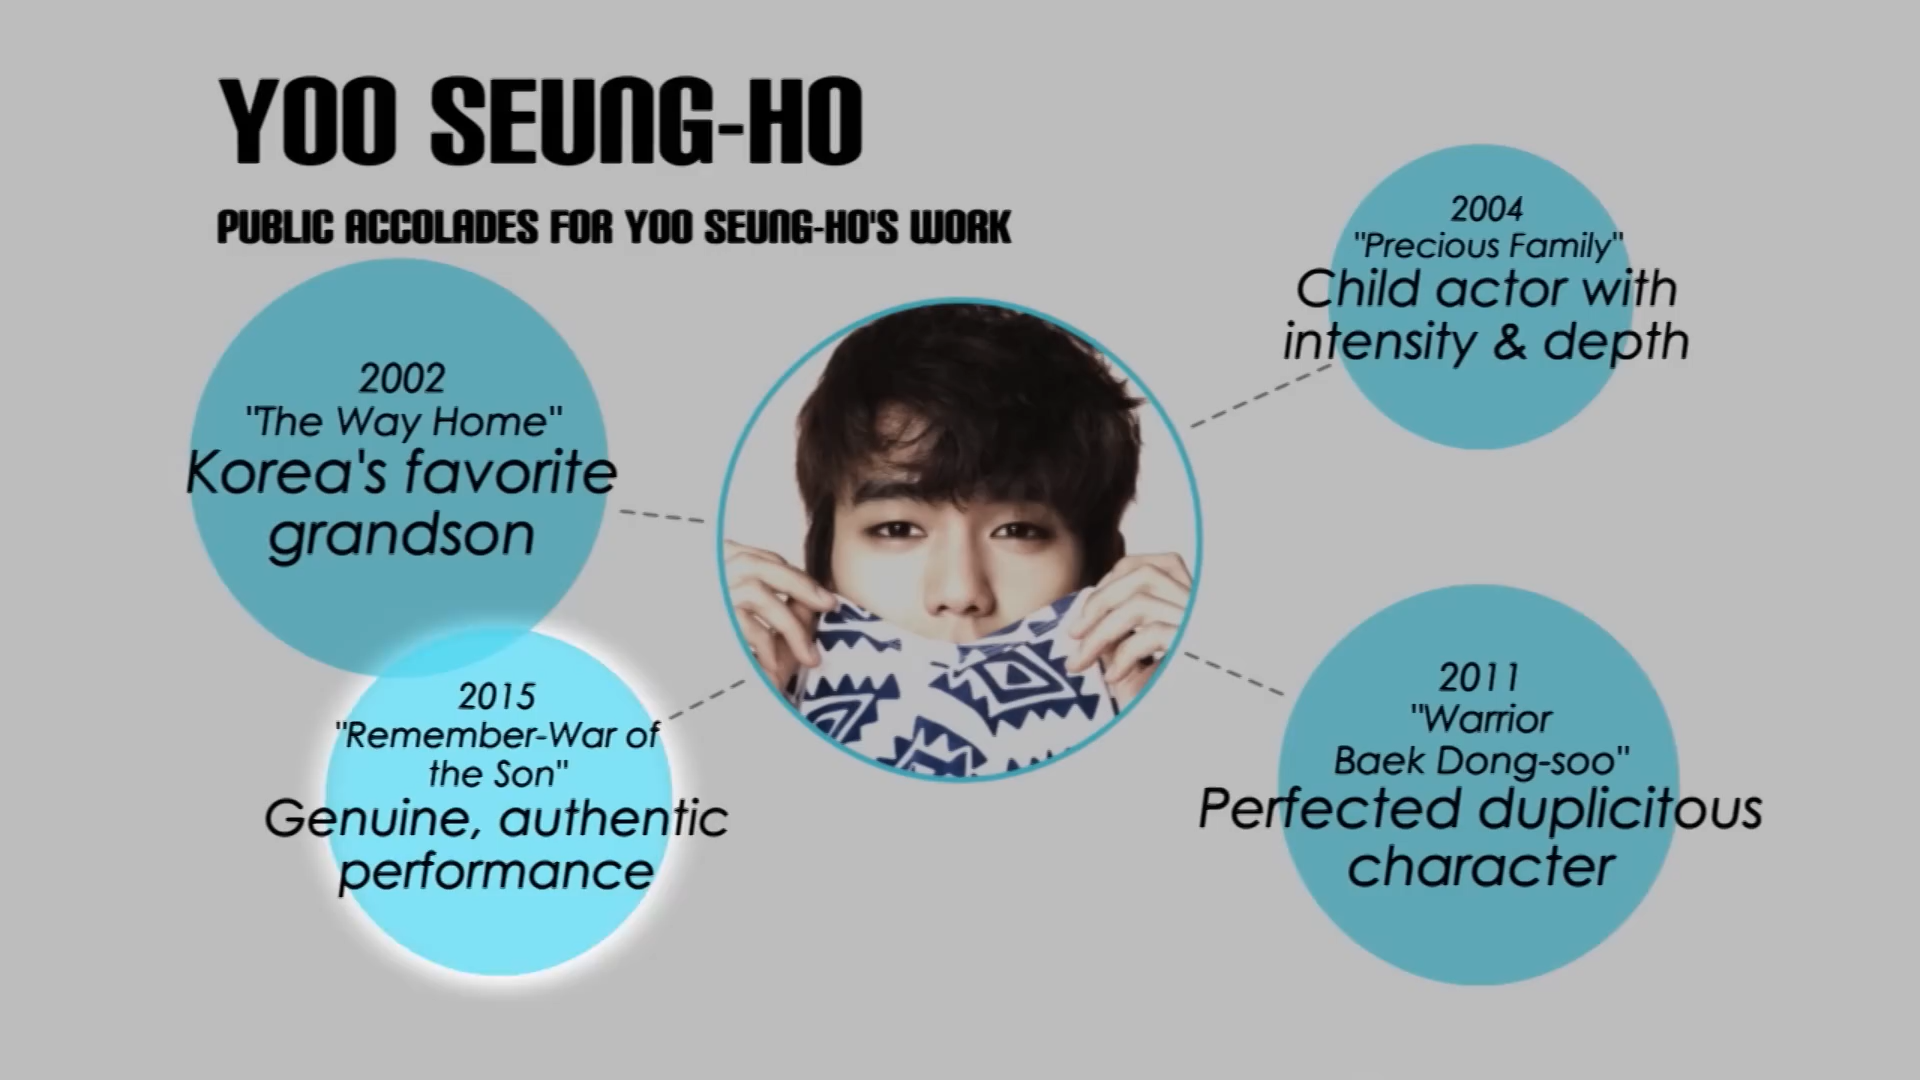 YOO SEUNG-HO
PUBLIC ACCOLADES FOR YOO SEUNG-HO'S WORK
2002
"The Way Home"
Korea's favorite
grandson
2004
"Precious Family"
Child actor with
intensity & depth
2015
"Remember-War of
the Son"
Genuine, authentic
performance
2011
"Warrior
Baek Dong-soo"
Perfected duplicitous
character